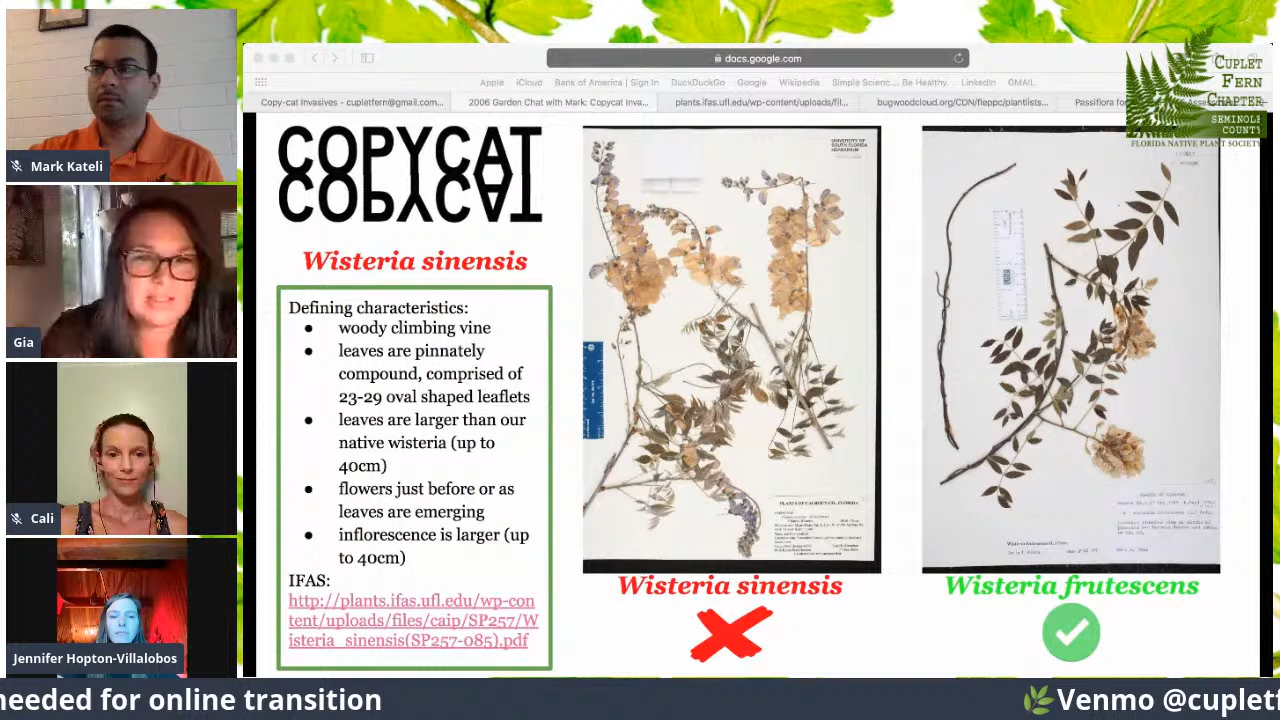 docs.google.com
Apple iCloud Bank of America | Sign In DuckDuckGo Google Wikipedia Simple Scienc... Be Healthy. LinkedIn GMAIL
Copy-cat Invasives - cupletfern@gmail.com... 2006 Garden Chat with Mark: Copycat Inva... plants.ifas.ufl.edu/wp-content/uploads/fil... bugwoodcloud.org/CDN/fleppc/plantlists... Passiflora fo
CUPLET
FERN
CHAPTER
SEMINOLE
COUNTY
FLORIDA NATIVE PLANT SOCIETY
Mark Kateli
Gia
Cali
Jennifer Hopton-Villalobos
COPYCAT
COPYCAT
Wisteria sinensis
Defining characteristics:
● woody climbing vine
● leaves are pinnately
compound, comprised of
23-29 oval shaped leaflets
● leaves are larger than our
native wisteria (up to
40cm)
● flowers just before or as
leaves are emerging
● inflorescence is larger (up
to 40cm)
IFAS:
http://plants.ifas.ufl.edu/wp-con
tent/uploads/files/caip/SP257/W
isteria_sinensis(SP257-085).pdf
UNIVERSITY OF
SOUTH FLORIDA
HERBARIUM
PLANTS OF CALHOUN CO., FLORIDA
Wisteria sinensis
Wisteria frutescens
needed for online transition
Venmo @cuplet